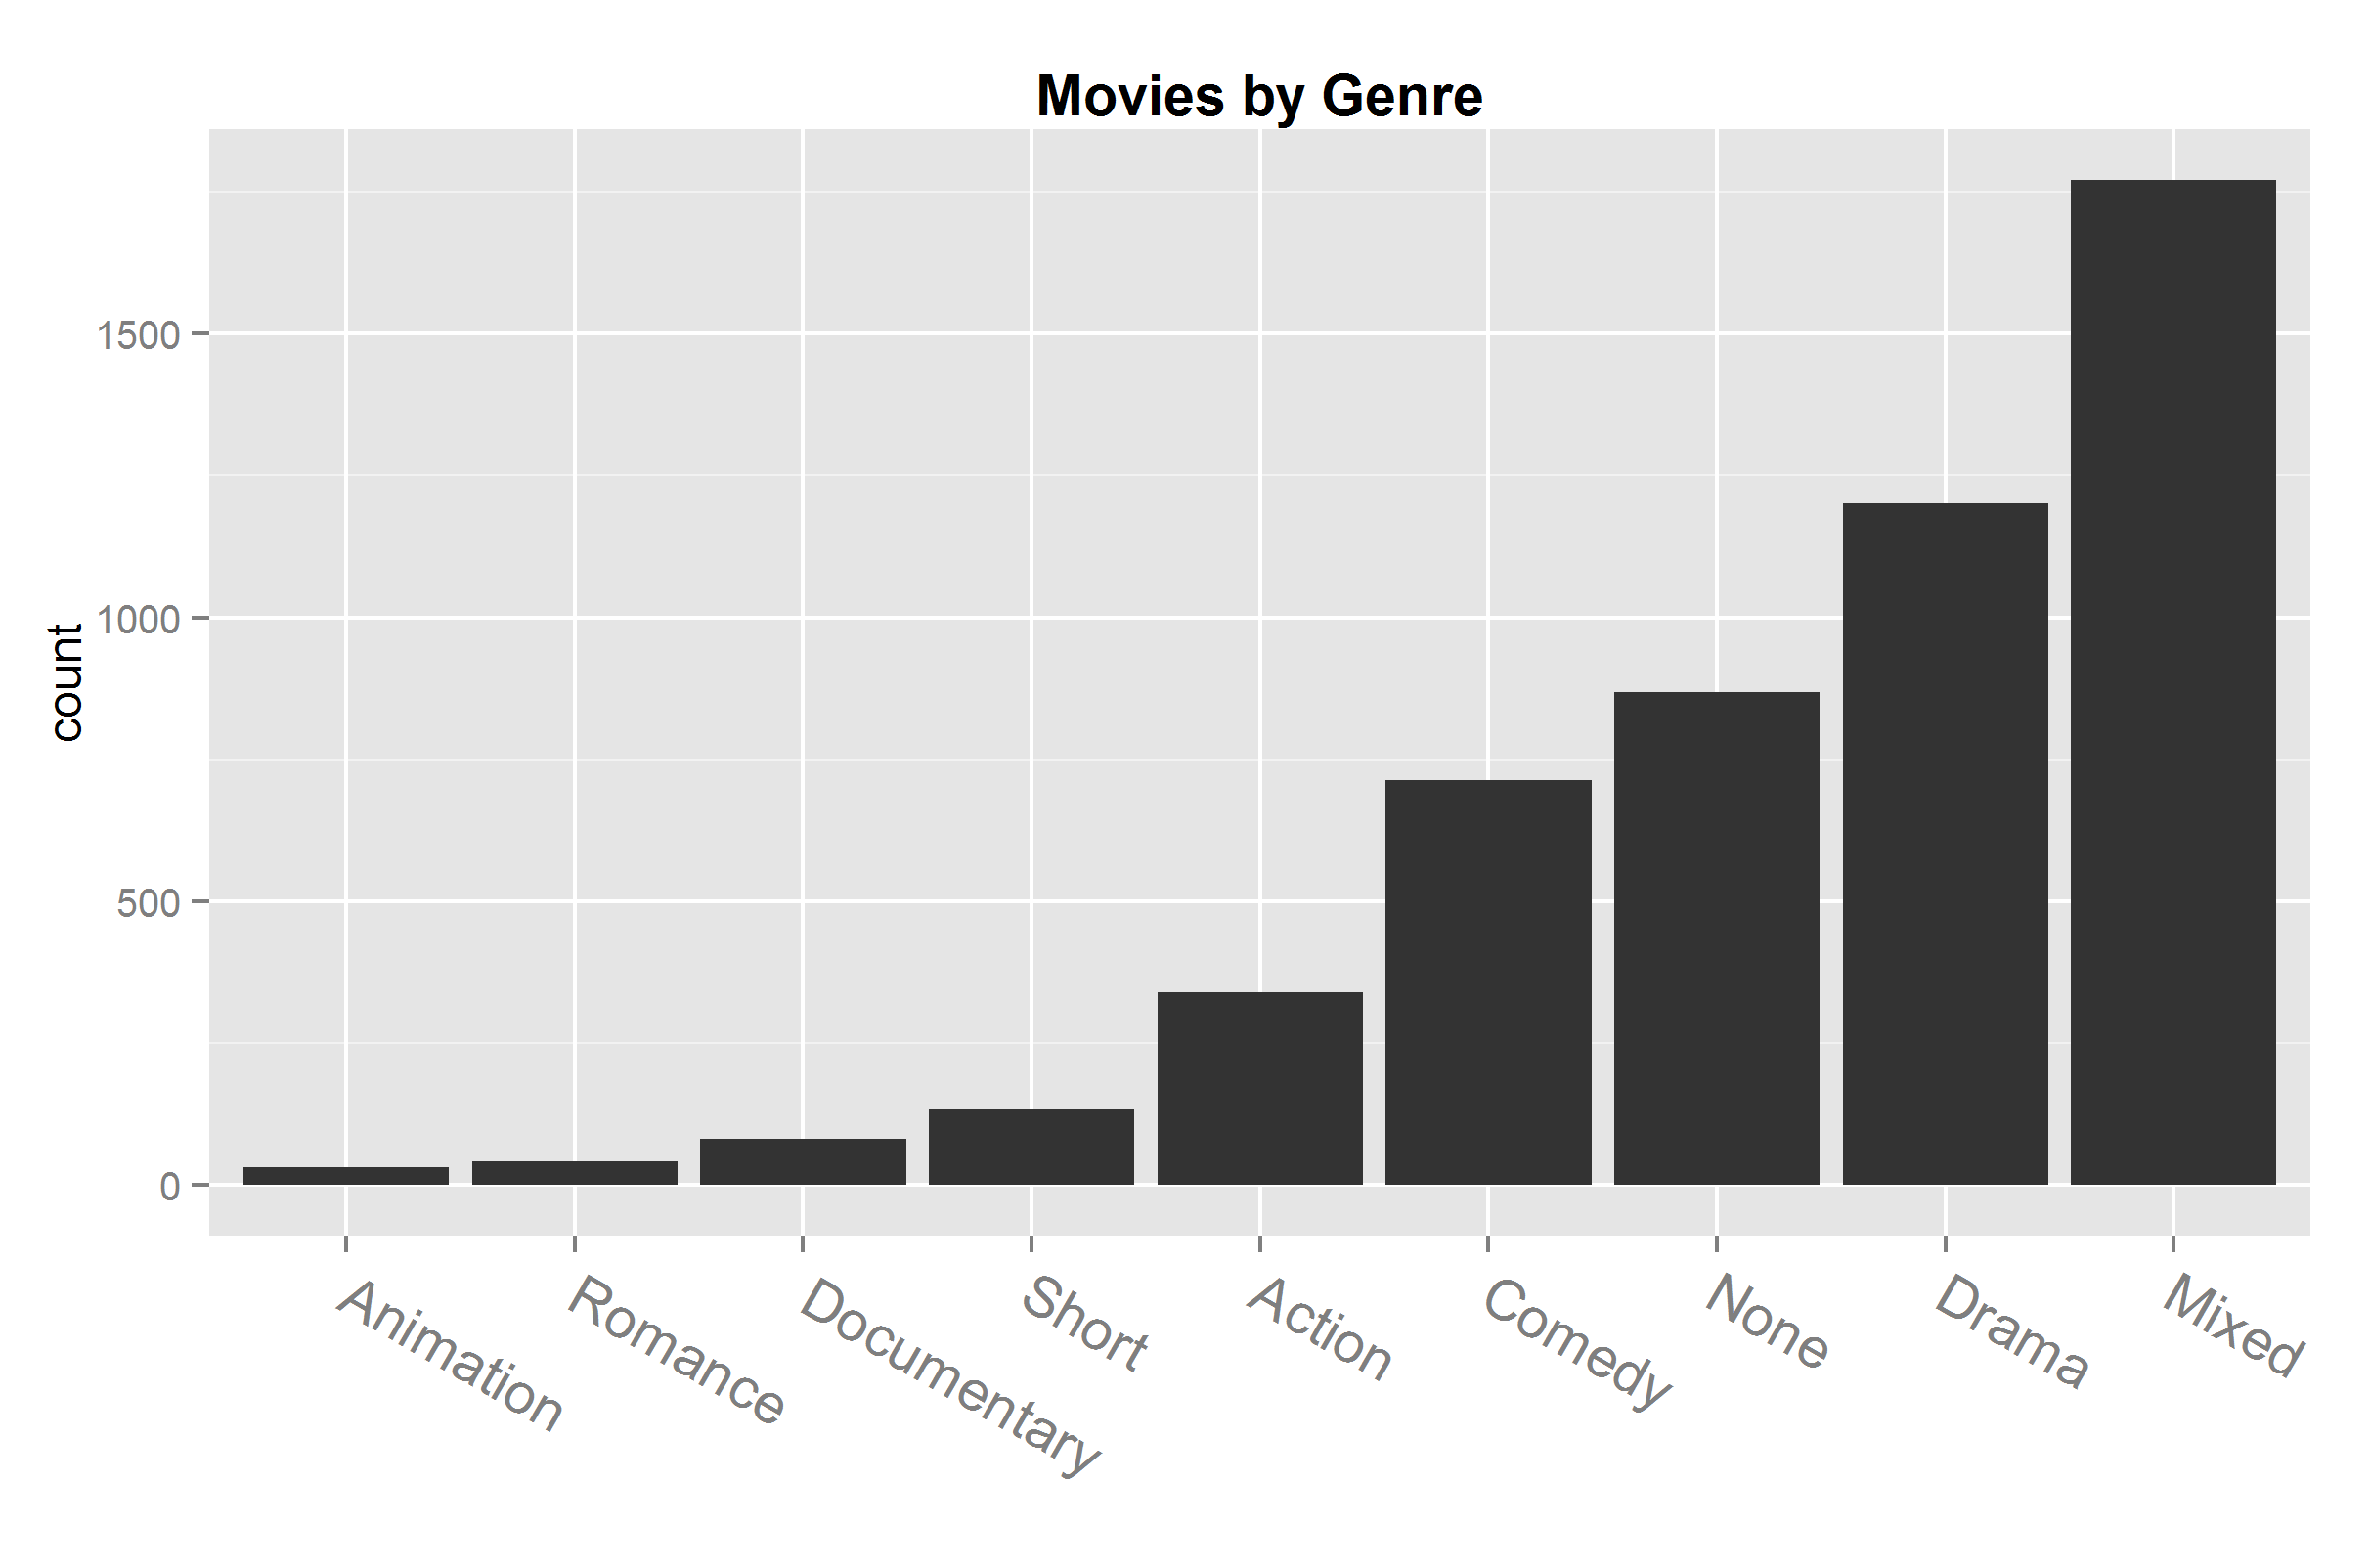 Movies by Genre
count
1500
1000
500
0
Animation
Romance
Documentary
Short
Action
Comedy
None
Drama
Mixed